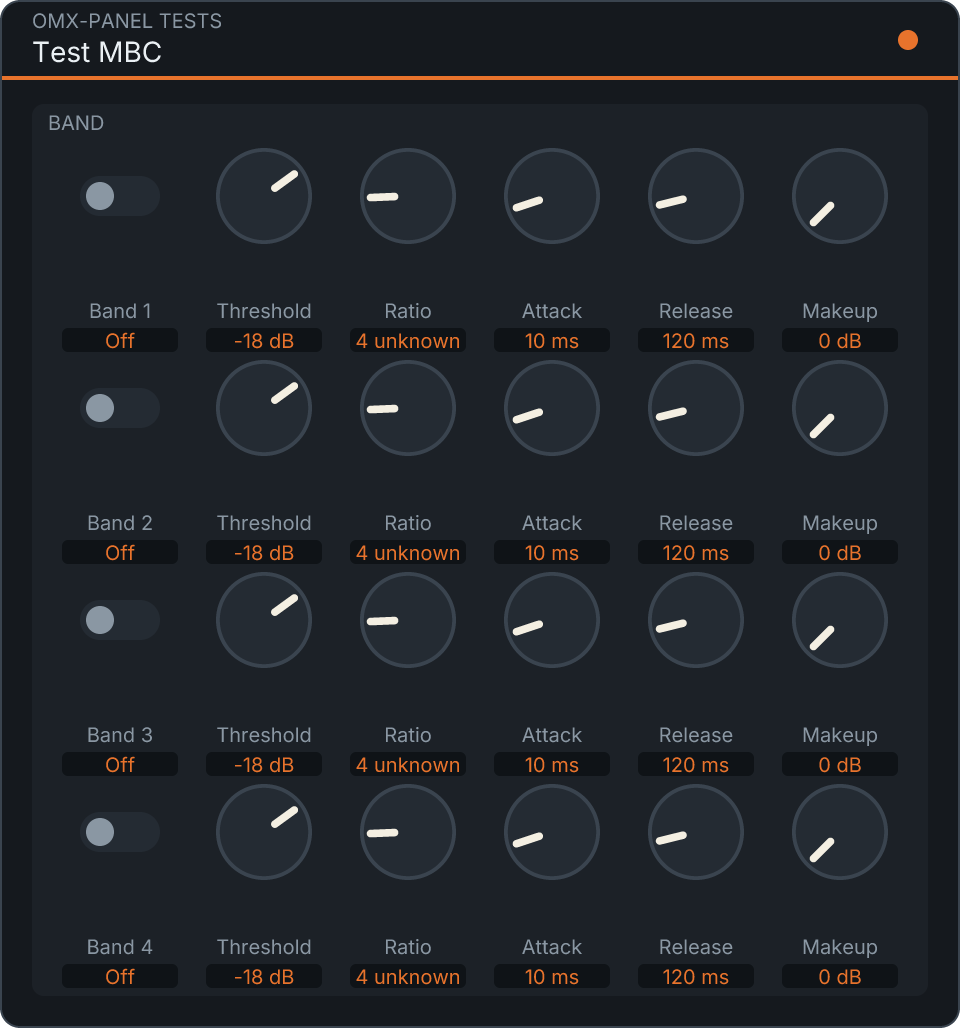 OMX-PANEL TESTS
Test MBC
BAND
Band 1 Threshold Ratio Attack Release Makeup
Off -18 dB 4 unknown 10 ms 120 ms 0 dB
Band 2 Threshold Ratio Attack Release Makeup
Off -18 dB 4 unknown 10 ms 120 ms 0 dB
Band 3 Threshold Ratio Attack Release Makeup
Off -18 dB 4 unknown 10 ms 120 ms 0 dB
Band 4 Threshold Ratio Attack Release Makeup
Off -18 dB 4 unknown 10 ms 120 ms 0 dB